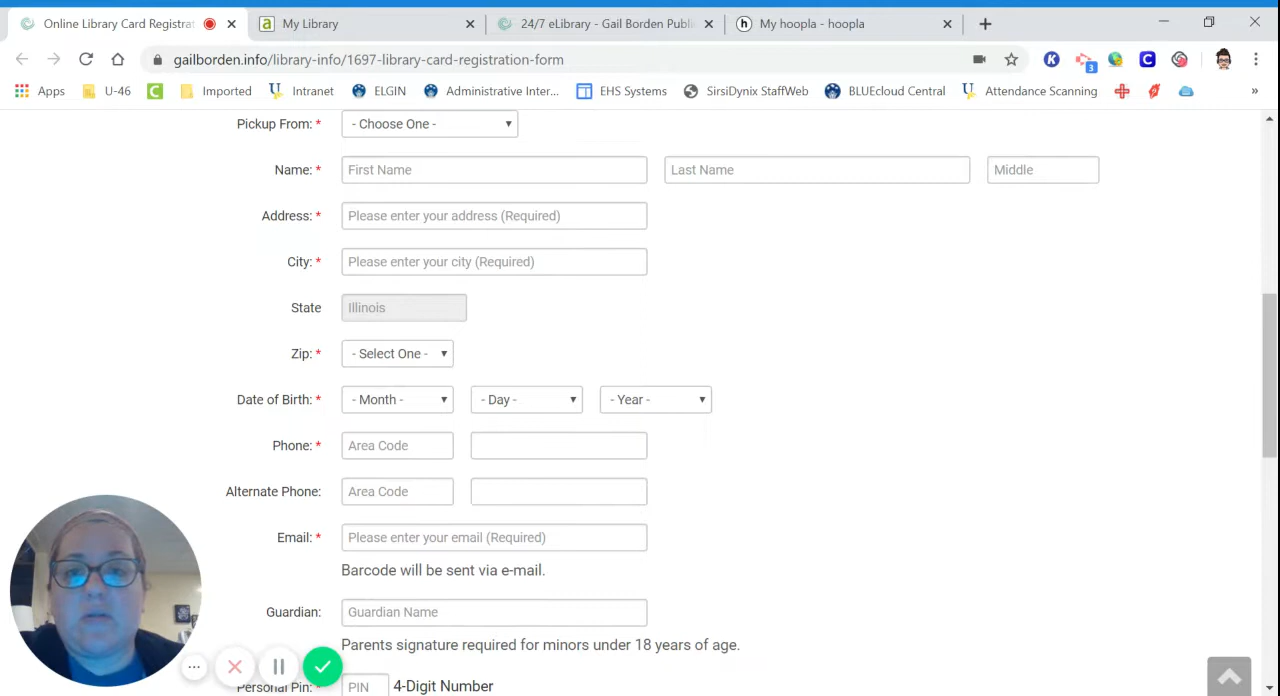 Online Library Card Registrat
My Library
24/7 eLibrary - Gail Borden Publi
My hoopla - hoopla
gailborden.info/library-info/1697-library-card-registration-form
3
Apps U-46 Imported Intranet ELGIN Administrative Inter... EHS Systems SirsiDynix StaffWeb BLUEcloud Central Attendance Scanning »
Pickup From: * - Choose One -
Name: * First Name Last Name Middle
Address: * Please enter your address (Required)
City: * Please enter your city (Required)
State Illinois
Zip: * - Select One -
Date of Birth: * - Month - - Day - - Year -
Phone: * Area Code
Alternate Phone: Area Code
Email: * Please enter your email (Required)
Barcode will be sent via e-mail.
Guardian: Guardian Name
Parents signature required for minors under 18 years of age.
Personal Pin: * PIN 4-Digit Number